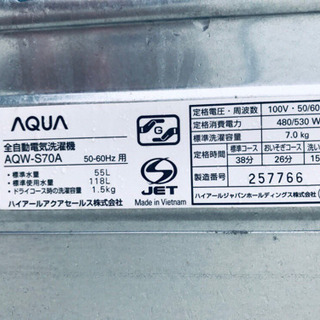 AQUA
全自動電気洗濯機
AQW-S70A 50-60Hz 用
・標準水量 55L
・標準使用水量 118L
・ドライコース時の洗濯容量 1.5kg
ハイアールアクアセールス株式会社
G
S
JET
Made in Vietnam
定格電圧・周波数 100V・50/60
定格消費電力 480/530 W
標準洗濯容量 7.0 kg
定格時間 標準コース おいそぎコース 洗い
38分 26分 15
製造番号 257766
ハイアールジャパンホールディングス株式会